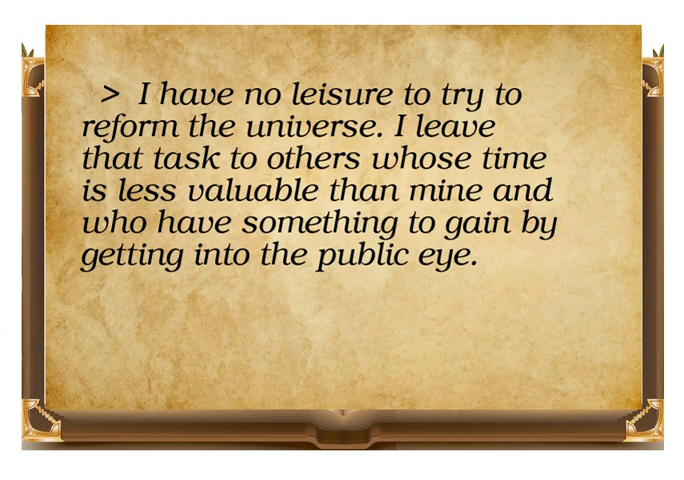 > I have no leisure to try to
reform the universe. I leave
that task to others whose time
is less valuable than mine and
who have something to gain by
getting into the public eye.